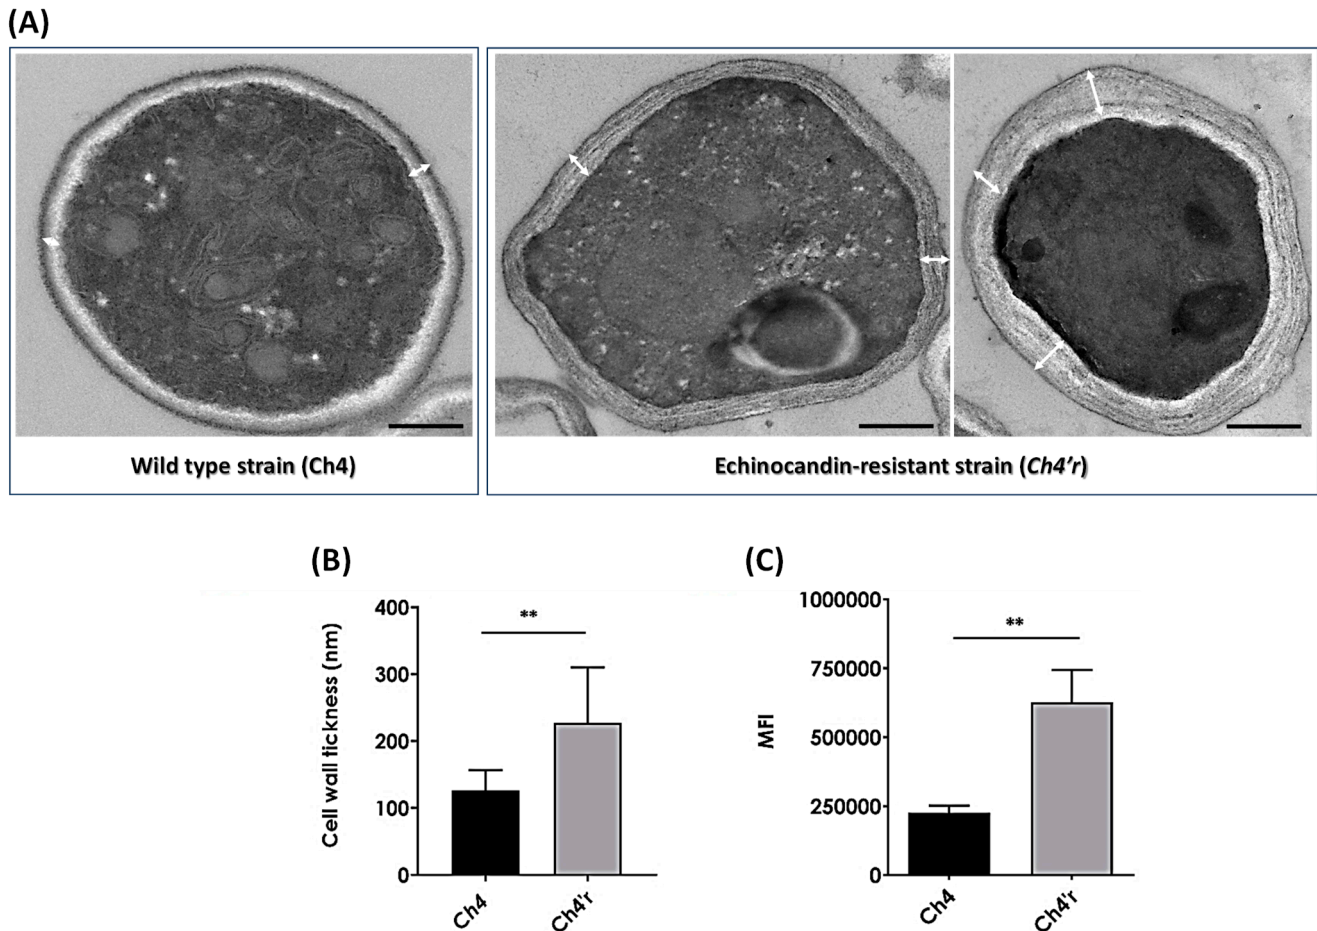 (A)
Wild type strain (Ch4)
Echinocandin-resistant strain (Ch4’r)
(B)
(C)
Cell wall tickness (nm)
400
300
200
100
0
**
Ch4
Ch4'r
MFI
1000000
750000
500000
250000
0
**
Ch4
Ch4'r